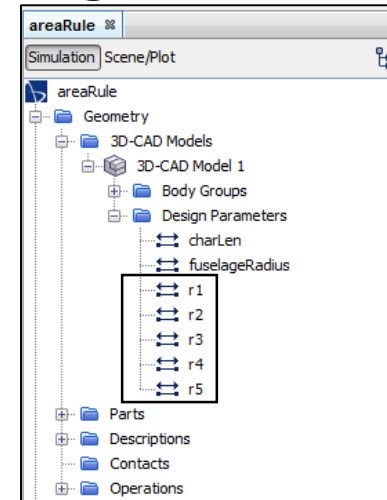 areaRule
Simulation Scene/Plot
areaRule
Geometry
3D-CAD Models
3D-CAD Model 1
Body Groups
Design Parameters
charLen
fuselageRadius
r1
r2
r3
r4
r5
Parts
Descriptions
Contacts
Operations